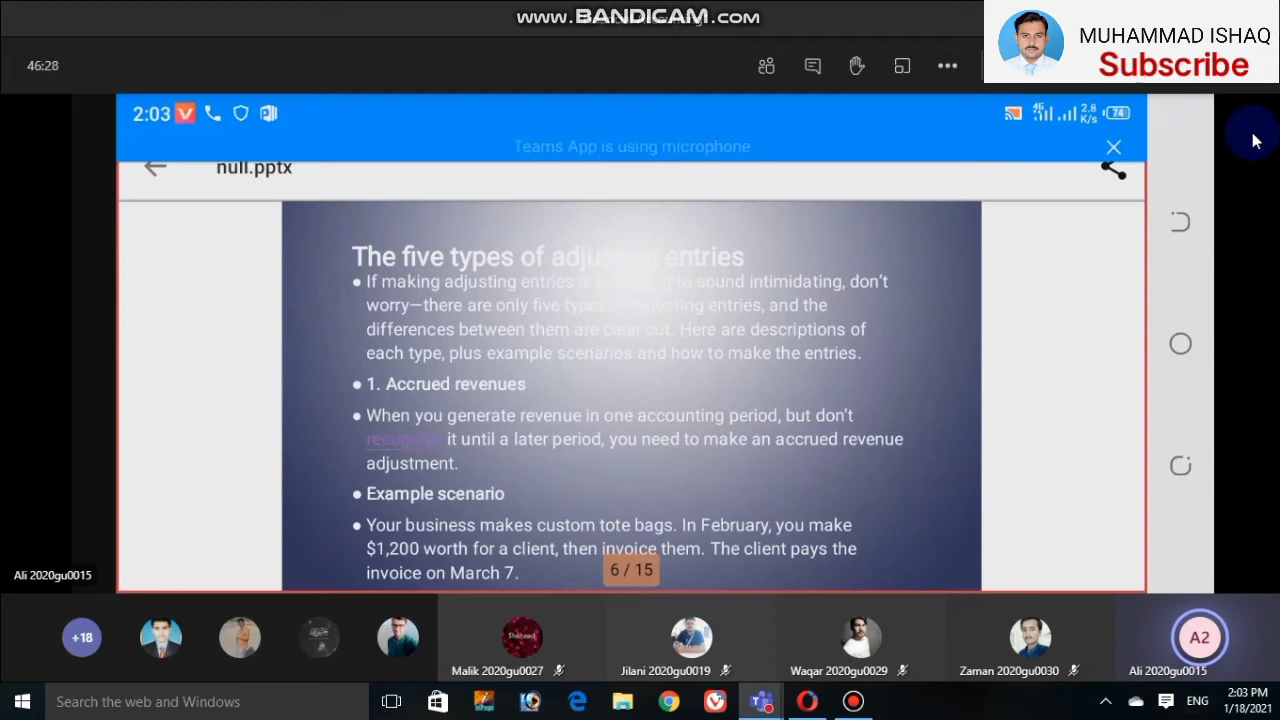 www.BANDICAM.com
MUHAMMAD ISHAQ
Subscribe
46:28
2:03
4G
2.8
K/s
74
Teams App is using microphone
null.pptx
The five types of adjusting entries
● If making adjusting entries is to sound intimidating, don't
worry—there are only five types adjusting entries, and the
differences between them are clear cut. Here are descriptions of
each type, plus example scenarios and how to make the entries.
● 1. Accrued revenues
● When you generate revenue in one accounting period, but don't
it until a later period, you need to make an accrued revenue
adjustment.
● Example scenario
● Your business makes custom tote bags. In February, you make
$1,200 worth for a client, then invoice them. The client pays the
invoice on March 7.
6 / 15
Ali 2020gu0015
+18
Malik 2020gu0027
Jilani 2020gu0019
Waqar 2020gu0029
Zaman 2020gu0030
A2
Ali 2020gu0015
Search the web and Windows
ENG
2:03 PM
1/18/2021